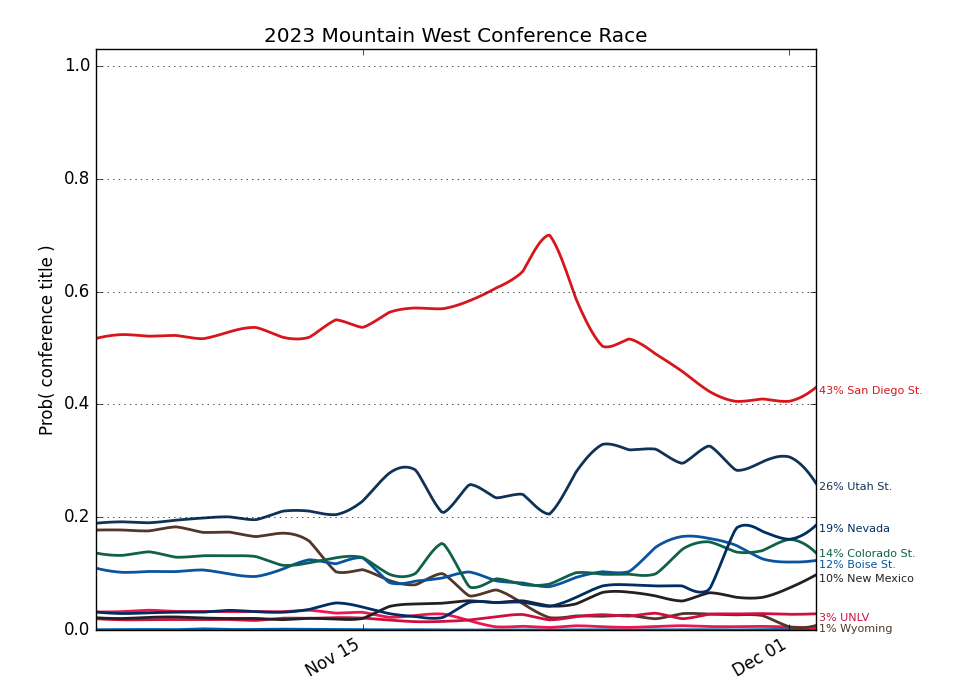 2023 Mountain West Conference Race
Prob( conference title )
1.0
0.8
0.6
0.4
0.2
0.0
Nov 15
Dec 01
43% San Diego St.
26% Utah St.
19% Nevada
14% Colorado St.
12% Boise St.
10% New Mexico
3% UNLV
1% Wyoming